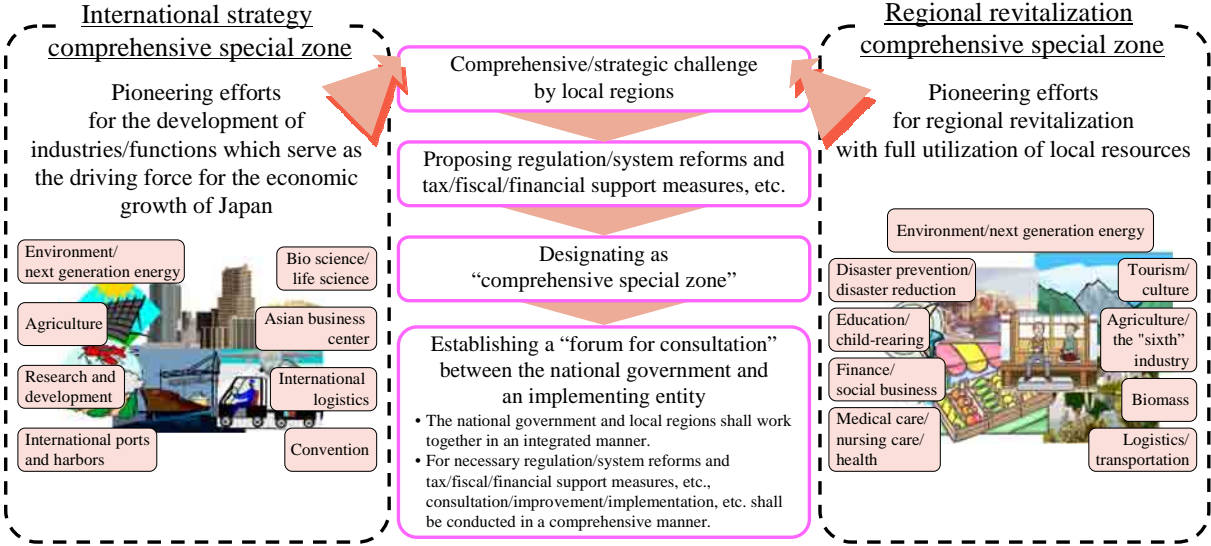 International strategy
comprehensive special zone
Pioneering efforts
for the development of
industries/functions which serve as
the driving force for the economic
growth of Japan
Environment/
next generation energy
Bio science/
life science
Agriculture
Asian business
center
Research and
development
International
logistics
International ports
and harbors
Convention
Comprehensive/strategic challenge
by local regions
Proposing regulation/system reforms and
tax/fiscal/financial support measures, etc.
Designating as
“comprehensive special zone”
Establishing a “forum for consultation”
between the national government and
an implementing entity
• The national government and local regions shall work
together in an integrated manner.
• For necessary regulation/system reforms and
tax/fiscal/financial support measures, etc.,
consultation/improvement/implementation, etc. shall
be conducted in a comprehensive manner.
Regional revitalization
comprehensive special zone
Pioneering efforts
for regional revitalization
with full utilization of local resources
Environment/next generation energy
Disaster prevention/
disaster reduction
Tourism/
culture
Education/
child-rearing
Agriculture/
the "sixth"
industry
Finance/
social business
Biomass
Medical care/
nursing care/
health
Logistics/
transportation